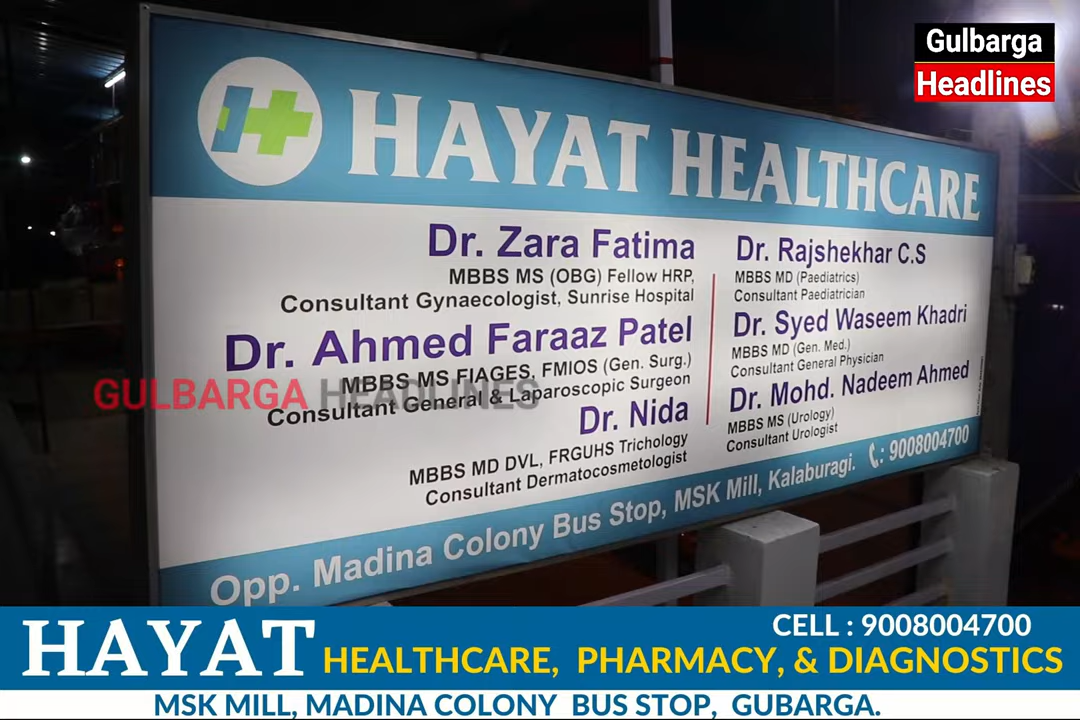 Gulbarga
Headlines
HAYAT HEALTHCARE
Dr. Zara Fatima
MBBS MS (OBG) Fellow HRP,
Consultant Gynaecologist, Sunrise Hospital
Dr. Ahmed Faraaz Patel
MBBS MS FIAGES, FMIOS (Gen. Surg.)
Consultant General & Laparoscopic Surgeon
Dr. Nida
MBBS MD DVL, FRGUHS Trichology
Consultant Dermatocosmetologist
Dr. Rajshekhar C.S
MBBS MD (Paediatrics)
Consultant Paediatrician
Dr. Syed Waseem Khadri
MBBS MD (Gen. Med.)
Consultant General Physician
Dr. Mohd. Nadeem Ahmed
MBBS MS (Urology)
Consultant Urologist
GULBARGA HEADLINES
Opp. Madina Colony Bus Stop, MSK Mill, Kalaburagi. : 9008004700
HAYAT
CELL : 9008004700
HEALTHCARE, PHARMACY, & DIAGNOSTICS
MSK MILL, MADINA COLONY BUS STOP, GUBARGA.